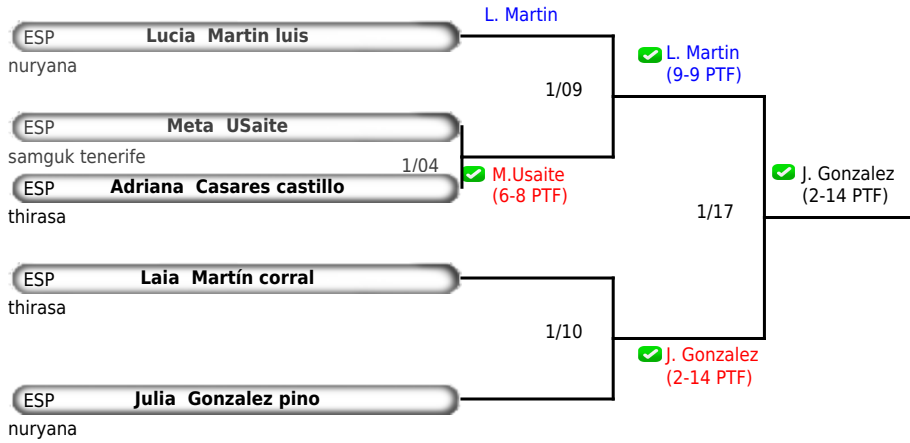 L. Martin
ESP Lucia Martin luis
nuryana
L. Martin
(9-9 PTF)
1/09
ESP Meta USaite
samguk tenerife
1/04
M.Usaite
(6-8 PTF)
ESP Adriana Casares castillo
thirasa
J. Gonzalez
(2-14 PTF)
1/17
ESP Laia Martín corral
thirasa
1/10
J. Gonzalez
(2-14 PTF)
ESP Julia Gonzalez pino
nuryana